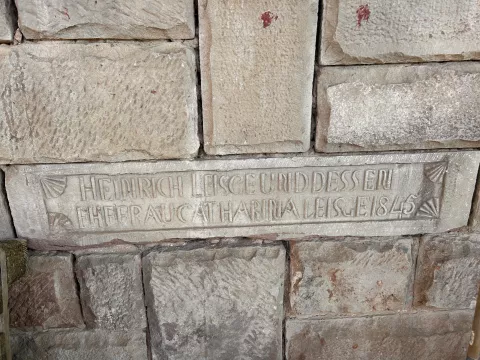 HEINRICH LEISGE UND DESSEN
EHEFRAU CATHARINA LEISGE 1845